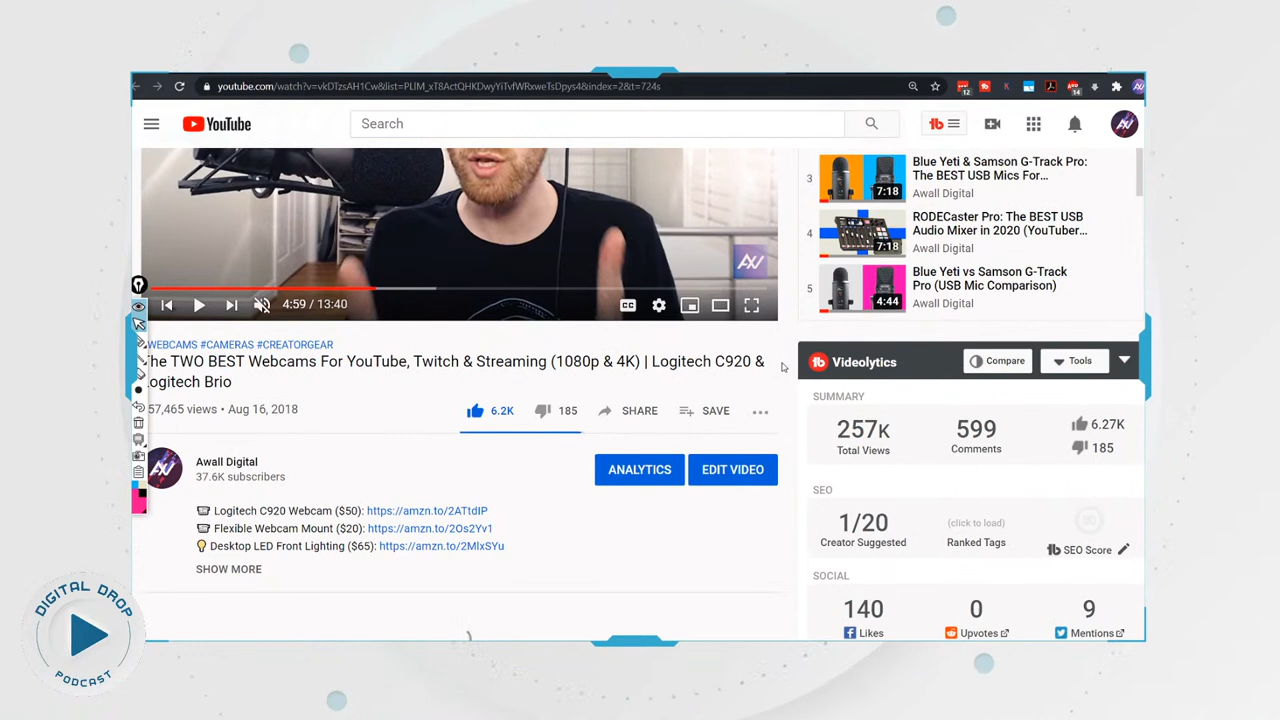 youtube.com/watch?v=vkDTzsAH1Cw&list=PLlM_xT8ActQHKDwyYiTvfWRxweTsDpys4&index=2&t=724s
12
14
YouTube
Search
tb
4:59 / 13:40
CC
3
7:18
Blue Yeti & Samson G-Track Pro:
The BEST USB Mics For...
Awall Digital
4
7:18
RODECaster Pro: The BEST USB
Audio Mixer in 2020 (YouTuber...
Awall Digital
5
4:44
Blue Yeti vs Samson G-Track
Pro (USB Mic Comparison)
Awall Digital
WEBCAMS #CAMERAS #CREATORGEAR
he TWO BEST Webcams For YouTube, Twitch & Streaming (1080p & 4K) | Logitech C920 &
ogitech Brio
57,465 views • Aug 16, 2018
6.2K
185
SHARE
SAVE
Awall Digital
37.6K subscribers
ANALYTICS
EDIT VIDEO
Logitech C920 Webcam ($50): https://amzn.to/2ATtdIP
Flexible Webcam Mount ($20): https://amzn.to/2Os2Yv1
Desktop LED Front Lighting ($65): https://amzn.to/2MlxSYu
SHOW MORE
tb Videolytics
Compare
Tools
SUMMARY
257K
Total Views
599
Comments
6.27K
185
SEO
1/20
Creator Suggested
(click to load)
Ranked Tags
tb SEO Score
SOCIAL
140
Likes
0
Upvotes
9
Mentions
DIGITAL DROP
PODCAST